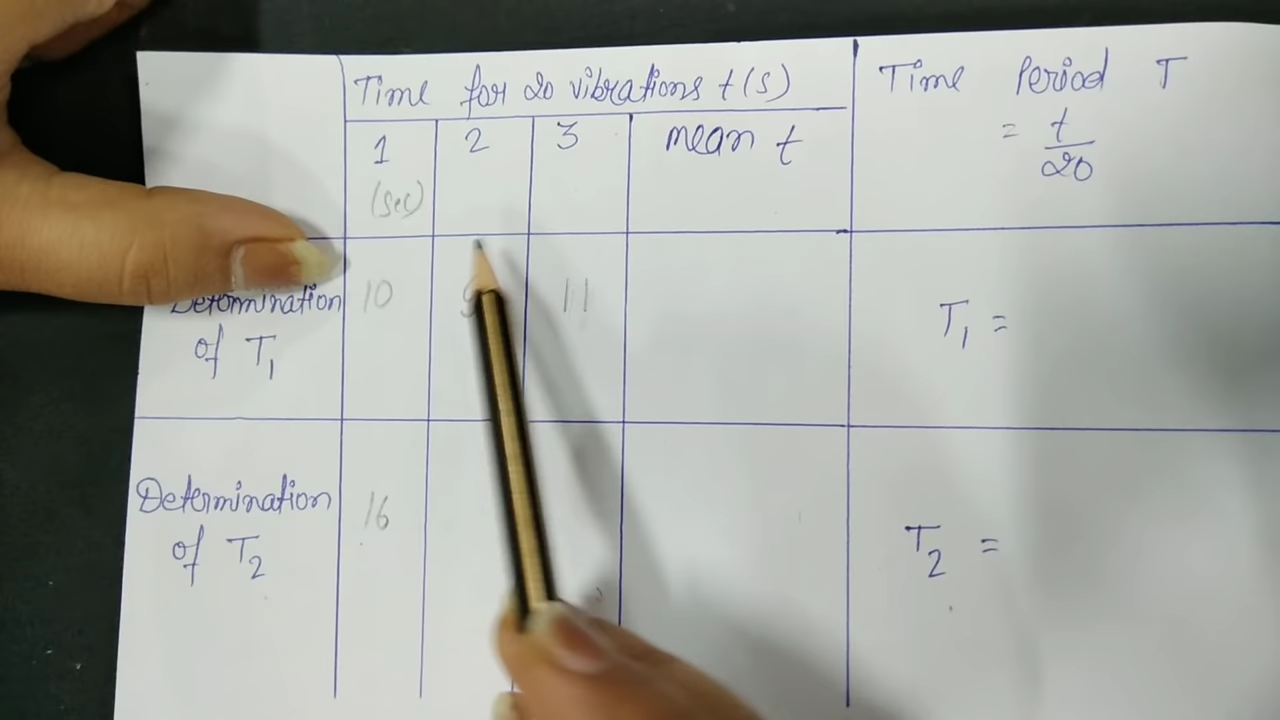 Time for 20 vibrations t(s)
Time Period T
= t/20
1
2
3
mean t
(sec)
Determination
of T1
10
11
T1 =
Determination
of T2
16
T2 =